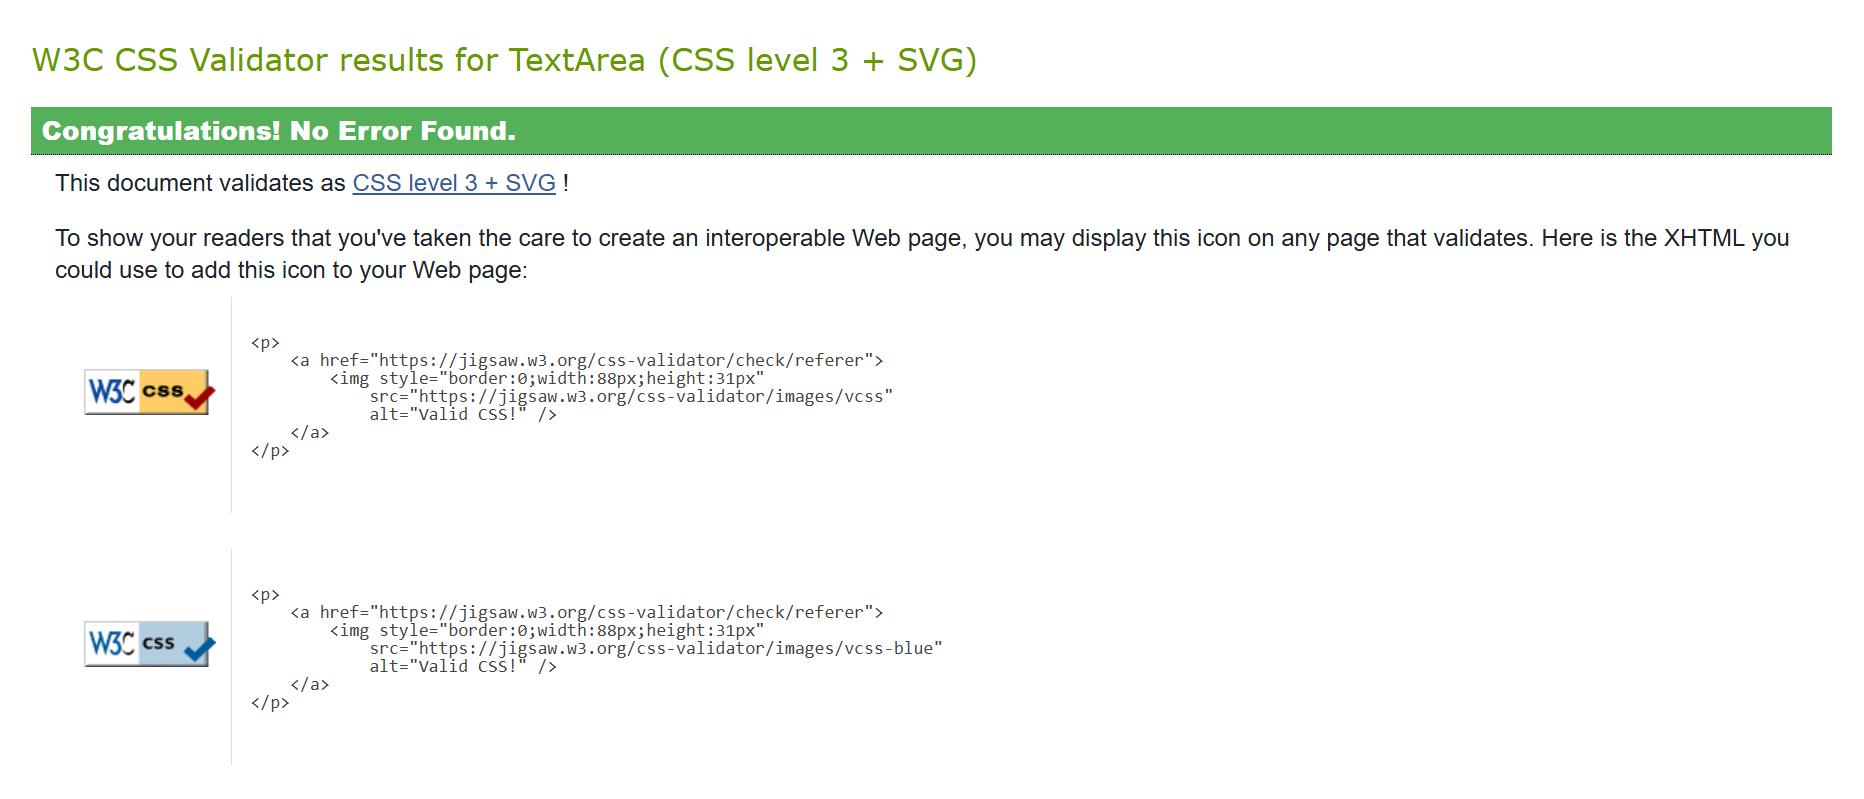 W3C CSS Validator results for TextArea (CSS level 3 + SVG)
Congratulations! No Error Found.
This document validates as CSS level 3 + SVG !
To show your readers that you've taken the care to create an interoperable Web page, you may display this icon on any page that validates. Here is the XHTML you
could use to add this icon to your Web page:
W3C css
<p>
    <a href="https://jigsaw.w3.org/css-validator/check/referer">
        <img style="border:0;width:88px;height:31px"
            src="https://jigsaw.w3.org/css-validator/images/vcss"
            alt="Valid CSS!" />
    </a>
</p>
W3C css
<p>
    <a href="https://jigsaw.w3.org/css-validator/check/referer">
        <img style="border:0;width:88px;height:31px"
            src="https://jigsaw.w3.org/css-validator/images/vcss-blue"
            alt="Valid CSS!" />
    </a>
</p>